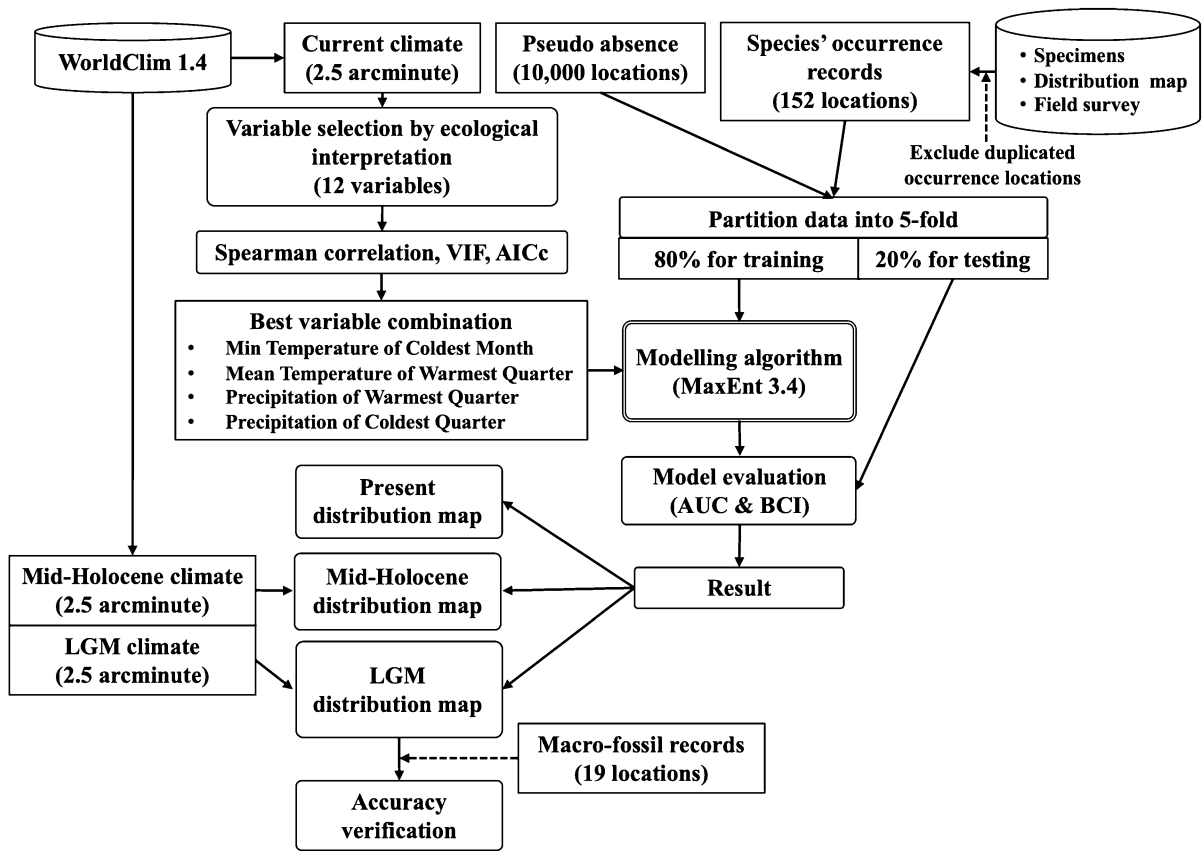 WorldClim 1.4
Current climate
(2.5 arcminute)
Pseudo absence
(10,000 locations)
Species' occurrence
records
(152 locations)
• Specimens
• Distribution map
• Field survey
Exclude duplicated
occurrence locations
Variable selection by ecological
interpretation
(12 variables)
Spearman correlation, VIF, AICc
Best variable combination
• Min Temperature of Coldest Month
• Mean Temperature of Warmest Quarter
• Precipitation of Warmest Quarter
• Precipitation of Coldest Quarter
Partition data into 5-fold
80% for training
20% for testing
Modelling algorithm
(MaxEnt 3.4)
Model evaluation
(AUC & BCI)
Result
Present
distribution map
Mid-Holocene climate
(2.5 arcminute)
Mid-Holocene
distribution map
LGM climate
(2.5 arcminute)
LGM
distribution map
Macro-fossil records
(19 locations)
Accuracy
verification